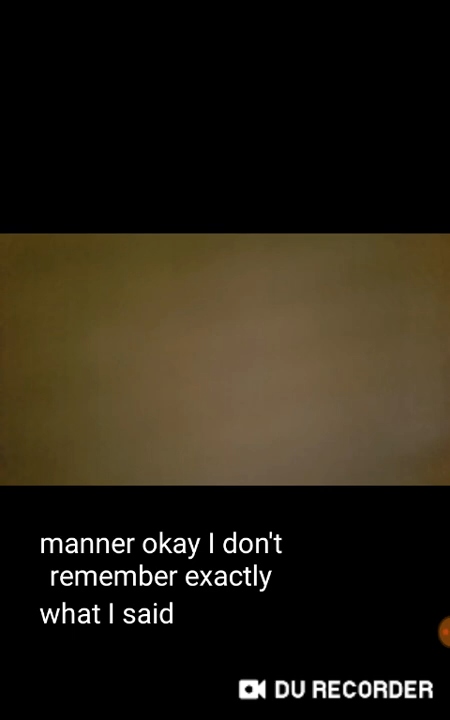 manner okay I don't
remember exactly
what I said
DU RECORDER